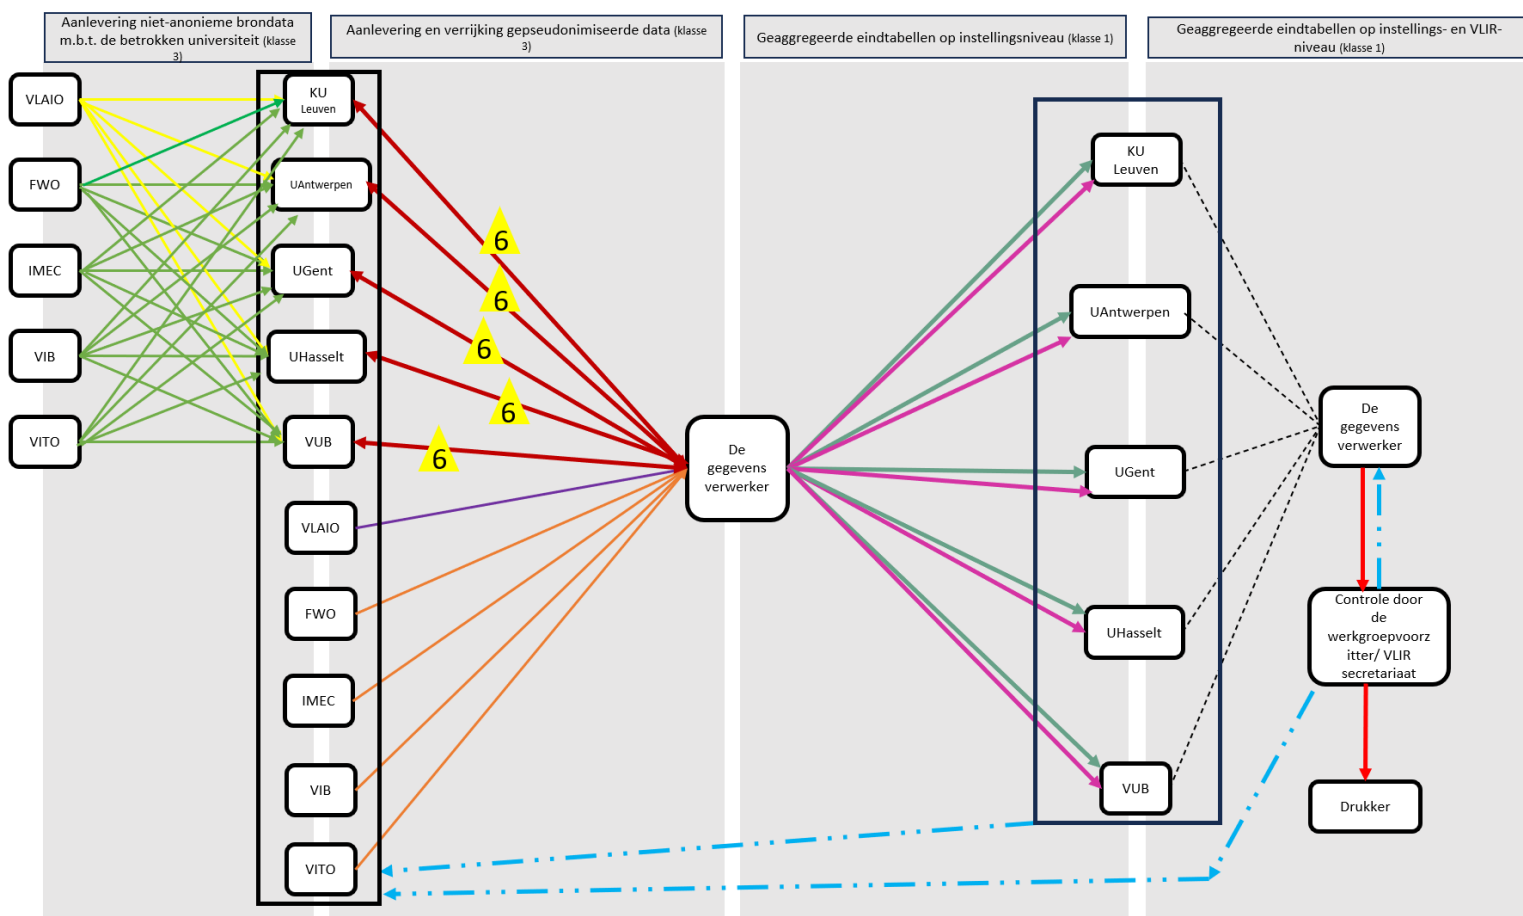 Aanlevering niet-anonieme brondata
m.b.t. de betrokken universiteit (klasse
3)
Aanlevering en verrijking gepseudonimiseerde data (klasse
3)
Geaggregeerde eindtabellen op instellingsniveau (klasse 1)
Geaggregeerde eindtabellen op instellings- en VLIR-
niveau (klasse 1)
VLAIO
FWO
IMEC
VIB
VITO
KU
Leuven
UAntwerpen
UGent
UHasselt
VUB
VLAIO
FWO
IMEC
VIB
VITO
6
6
6
6
6
De
gegevens
verwerker
KU
Leuven
UAntwerpen
UGent
UHasselt
VUB
De
gegevens
verwerker
Controle door
de
werkgroepvoorz
itter/ VLIR
secretariaat
Drukker